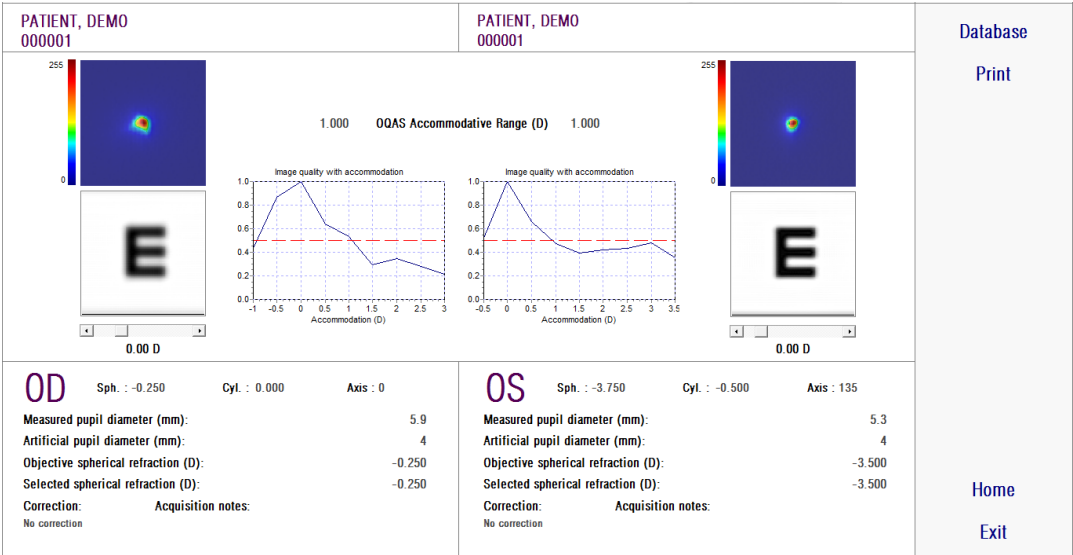 PATIENT, DEMO
000001
PATIENT, DEMO
000001
Database
Print
255
0
1.000 OQAS Accommodative Range (D) 1.000
255
0
Image quality with accommodation
1.0
0.8
0.6
0.4
0.2
0.0
-1 -0.5 0 0.5 1 1.5 2 2.5 3
Accommodation (D)
Image quality with accommodation
1.0
0.8
0.6
0.4
0.2
0.0
-0.5 0 0.5 1 1.5 2 2.5 3 3.5
Accommodation (D)
E
0.00 D
E
0.00 D
OD Sph. : -0.250 Cyl. : 0.000 Axis : 0
Measured pupil diameter (mm): 5.9
Artificial pupil diameter (mm): 4
Objective spherical refraction (D): -0.250
Selected spherical refraction (D): -0.250
Correction: Acquisition notes:
No correction
OS Sph. : -3.750 Cyl. : -0.500 Axis : 135
Measured pupil diameter (mm): 5.3
Artificial pupil diameter (mm): 4
Objective spherical refraction (D): -3.500
Selected spherical refraction (D): -3.500
Correction: Acquisition notes:
No correction
Home
Exit